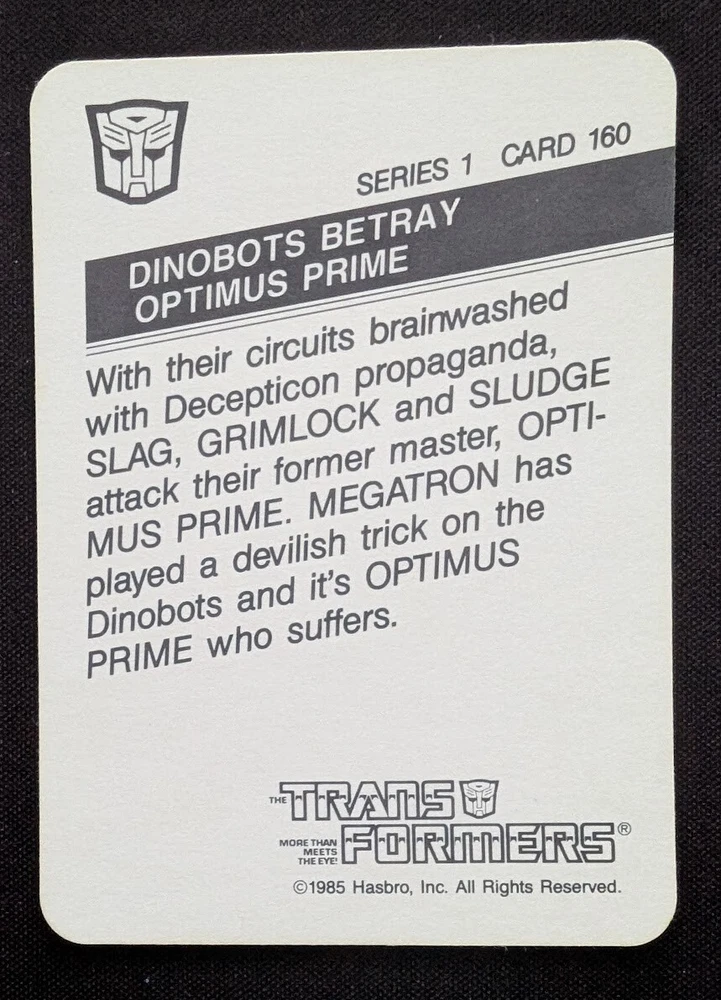 SERIES 1 CARD 160
DINOBOTS BETRAY
OPTIMUS PRIME
With their circuits brainwashed
with Decepticon propaganda,
SLAG, GRIMLOCK and SLUDGE
attack their former master, OPTI-
MUS PRIME. MEGATRON has
played a devilish trick on the
Dinobots and it's OPTIMUS
PRIME who suffers.
THE TRANS
FORMERS®
MORE THAN
MEETS
THE EYE!
©1985 Hasbro, Inc. All Rights Reserved.